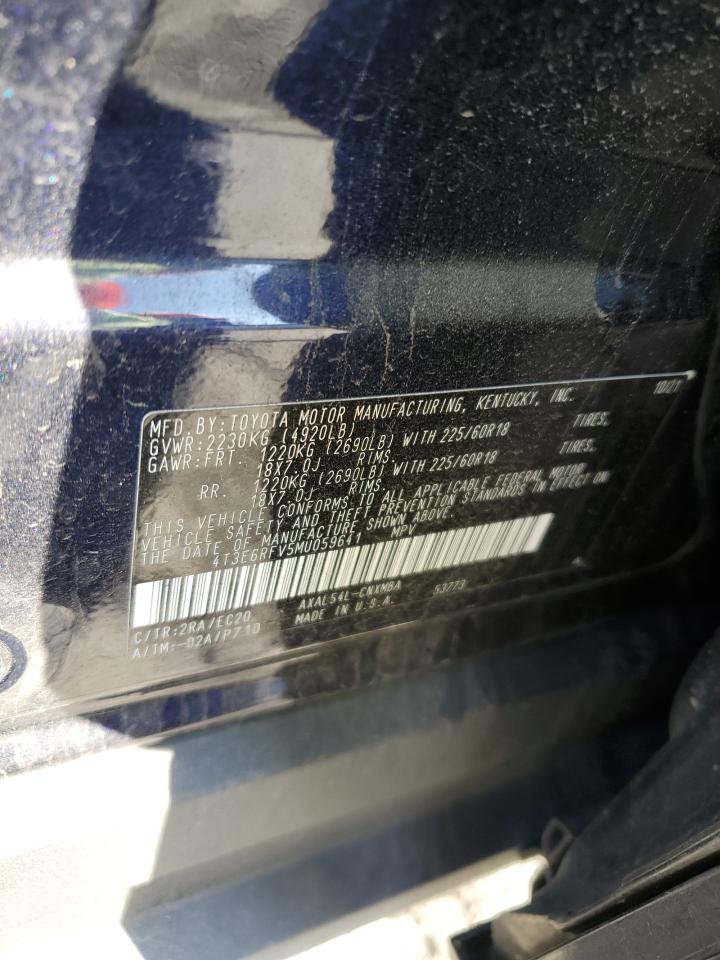 MFD.BY:TOYOTA MOTOR MANUFACTURING, KENTUCKY, INC. 10/21
GVWR:2230KG (4920LB)
GAWR:FRT. 1220KG (2690LB) WITH 225/60R18 TIRES,
18X7.0J RIMS
RR. 1220KG (2690LB) WITH 225/60R18 TIRES,
18X7.0J RIMS
THIS VEHICLE CONFORMS TO ALL APPLICABLE FEDERAL MOTOR
VEHICLE SAFETY AND THEFT PREVENTION STANDARDS IN EFFECT ON
THE DATE OF MANUFACTURE SHOWN ABOVE.
4T3E6RFV5MU059641 MPV
C/TR:2RA/EC20 AXAL54L-CNXMBA 53773
A/TM:-02A/P710 MADE IN U.S.A.